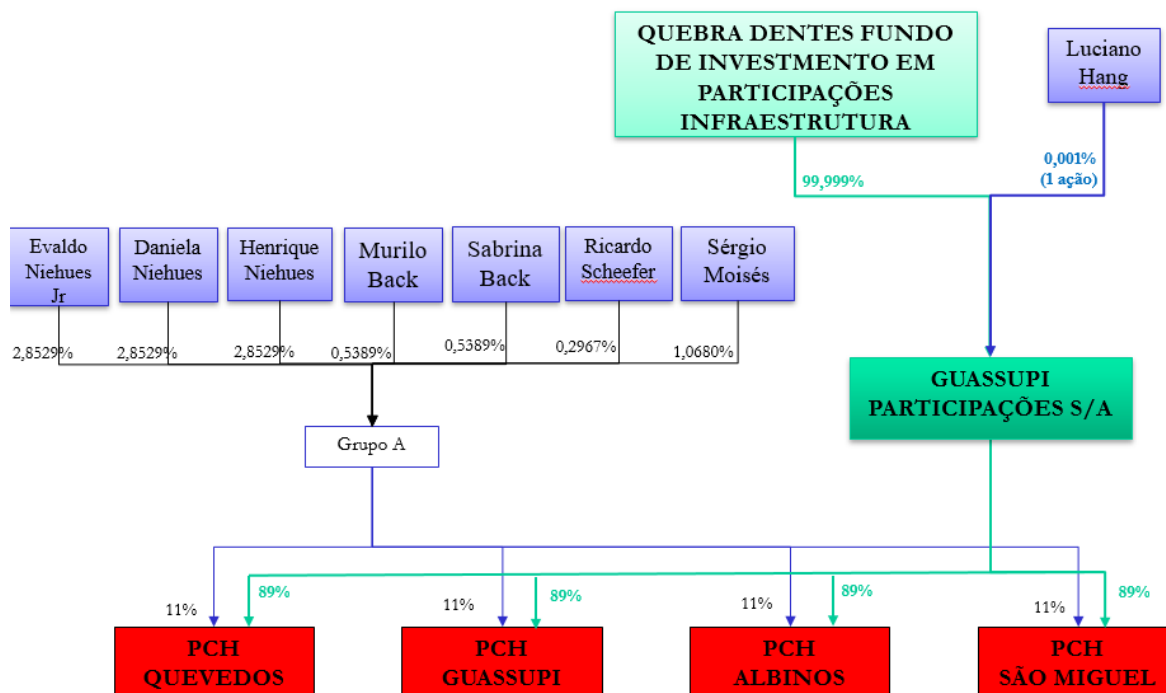 QUEBRA DENTES FUNDO
DE INVESTMENTO EM
PARTICIPAÇÕES
INFRAESTRUTURA
Luciano
Hang
99,999%
0,001%
(1 ação)
Evaldo
Niehues
Jr
Daniela
Niehues
Henrique
Niehues
Murilo
Back
Sabrina
Back
Ricardo
Scheefer
Sérgio
Moisés
2,8529%
2,8529%
2,8529%
0,5389%
0,5389%
0,2967%
1,0680%
GUASSUPI
PARTICIPAÇÕES S/A
Grupo A
11%
89%
11%
89%
11%
89%
11%
89%
PCH
QUEVEDOS
PCH
GUASSUPI
PCH
ALBINOS
PCH
SÃO MIGUEL